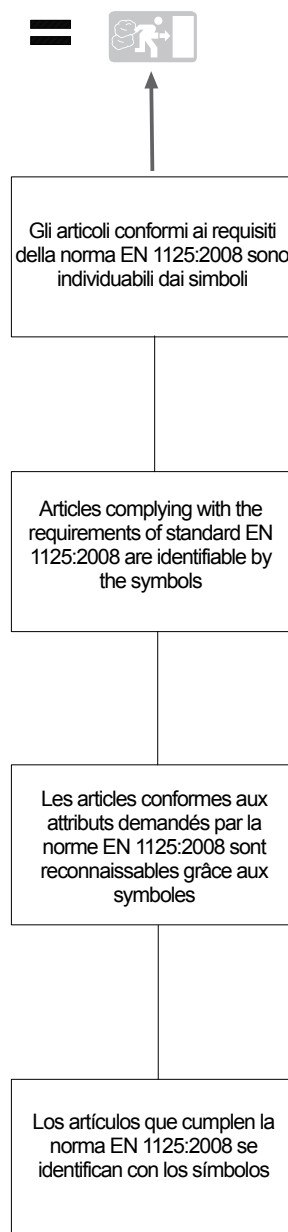 Gli articoli conformi ai requisiti
della norma EN 1125:2008 sono
individuabili dai simboli
Articles complying with the
requirements of standard EN
1125:2008 are identifiable by
the symbols
Les articles conformes aux
attributs demandés par la
norme EN 1125:2008 sont
reconnaissables grâce aux
symboles
Los artículos que cumplen la
norma EN 1125:2008 se
identifican con los símbolos